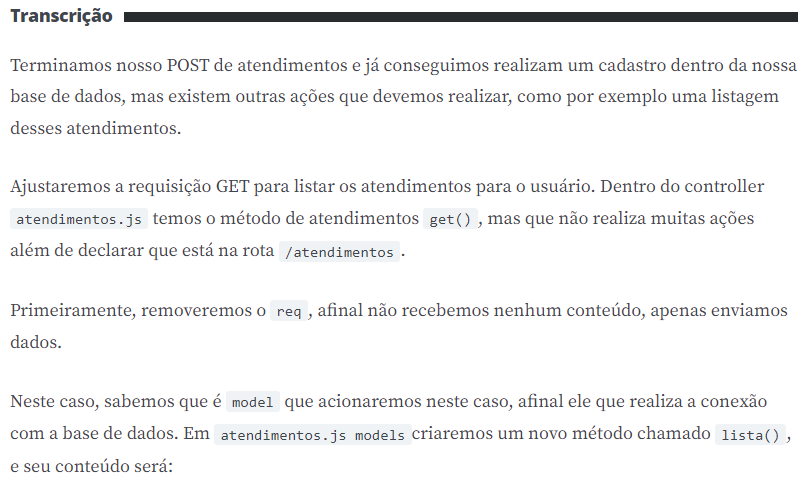 Transcrição
Terminamos nosso POST de atendimentos e já conseguimos realizam um cadastro dentro da nossa
base de dados, mas existem outras ações que devemos realizar, como por exemplo uma listagem
desses atendimentos.
Ajustaremos a requisição GET para listar os atendimentos para o usuário. Dentro do controller
atendimentos.js temos o método de atendimentos get(), mas que não realiza muitas ações
além de declarar que está na rota /atendimentos.
Primeiramente, removeremos o req, afinal não recebemos nenhum conteúdo, apenas enviamos
dados.
Neste caso, sabemos que é model que acionaremos neste caso, afinal ele que realiza a conexão
com a base de dados. Em atendimentos.js models criaremos um novo método chamado lista(),
e seu conteúdo será: